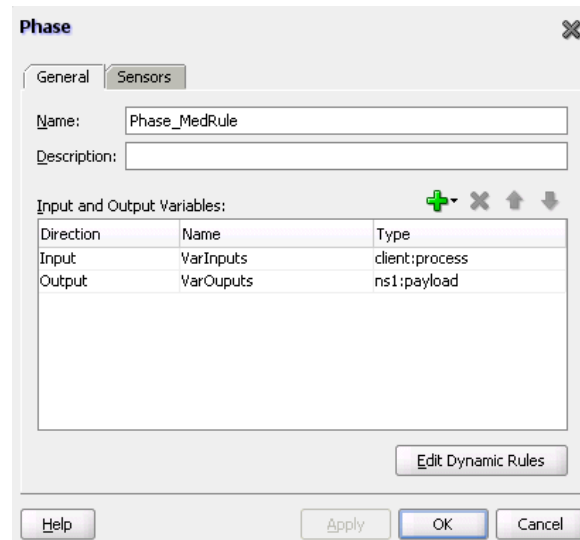 Phase
General Sensors
Name: Phase_MedRule
Description:
Input and Output Variables:
Direction Name Type
Input VarInputs client:process
Output VarOuputs ns1:payload
Edit Dynamic Rules
Help Apply OK Cancel